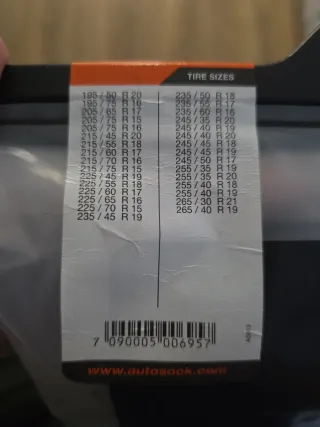 TIRE SIZES
195 / 50 R 20
195 / 75 R 16
205 / 65 R 17
205 / 75 R 15
205 / 75 R 16
215 / 45 R 20
215 / 55 R 18
215 / 60 R 17
215 / 70 R 16
215 / 75 R 15
225 / 45 R 19
225 / 55 R 18
225 / 60 R 17
225 / 65 R 16
225 / 70 R 15
235 / 45 R 19
235 / 50 R 18
235 / 55 R 17
235 / 60 R 16
245 / 35 R 20
245 / 40 R 19
245 / 40 R 20
245 / 45 R 18
245 / 45 R 19
245 / 50 R 17
255 / 35 R 19
255 / 35 R 20
255 / 40 R 18
255 / 40 R 19
265 / 30 R 21
265 / 40 R 19
7 090005 006957
www.autosock.com